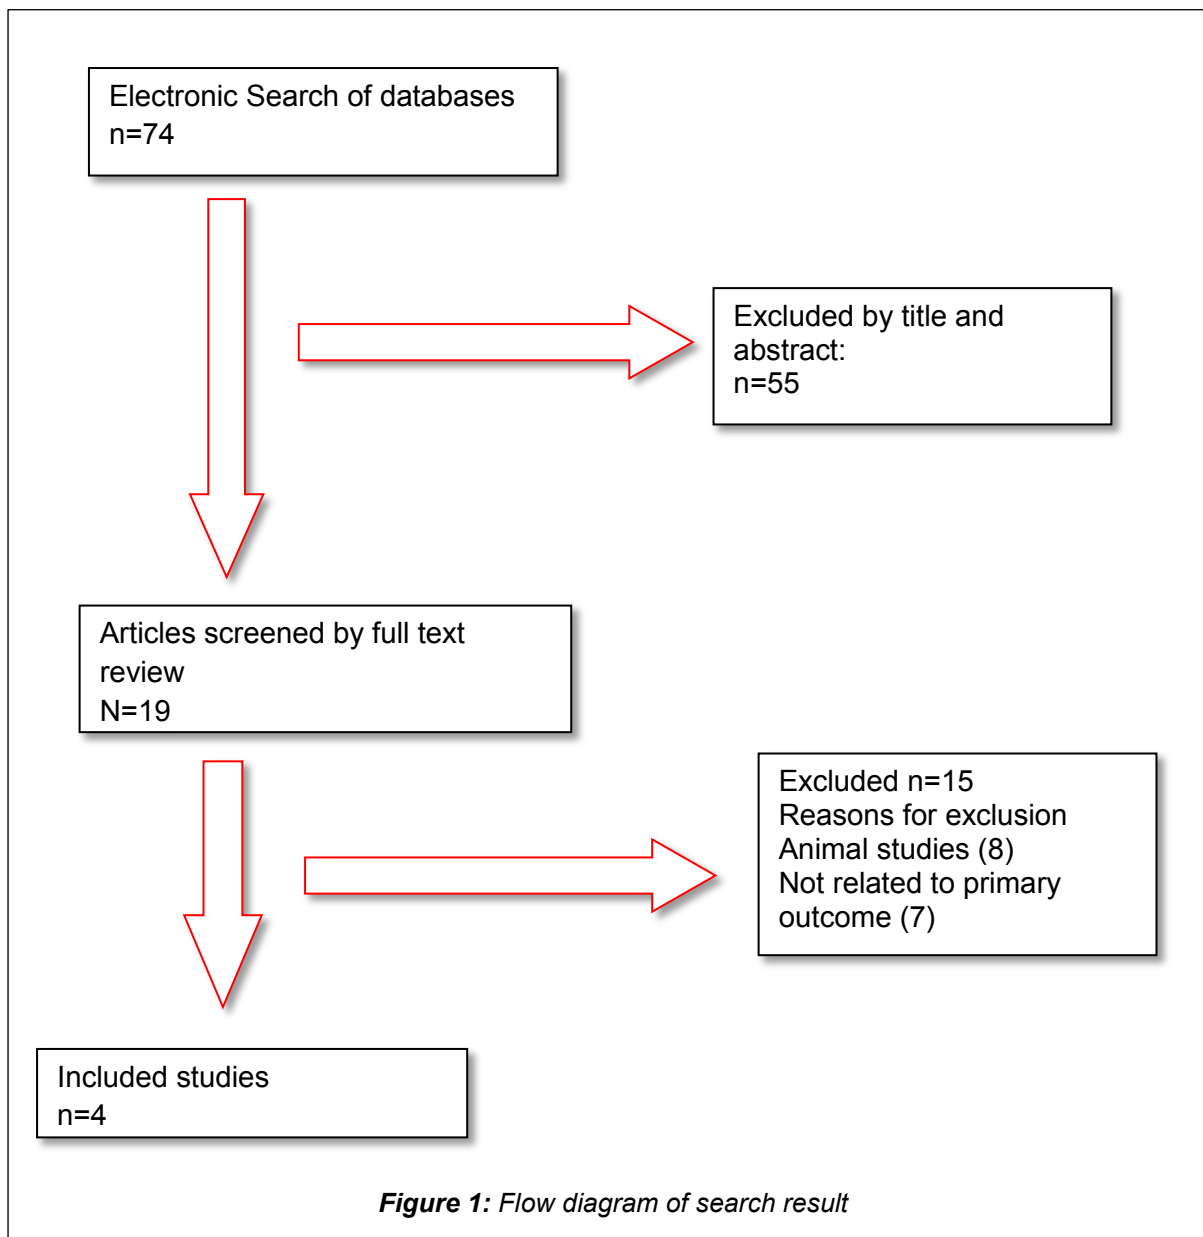 Electronic Search of databases
n=74
Excluded by title and
abstract:
n=55
Articles screened by full text
review
N=19
Excluded n=15
Reasons for exclusion
Animal studies (8)
Not related to primary
outcome (7)
Included studies
n=4
Figure 1: Flow diagram of search result